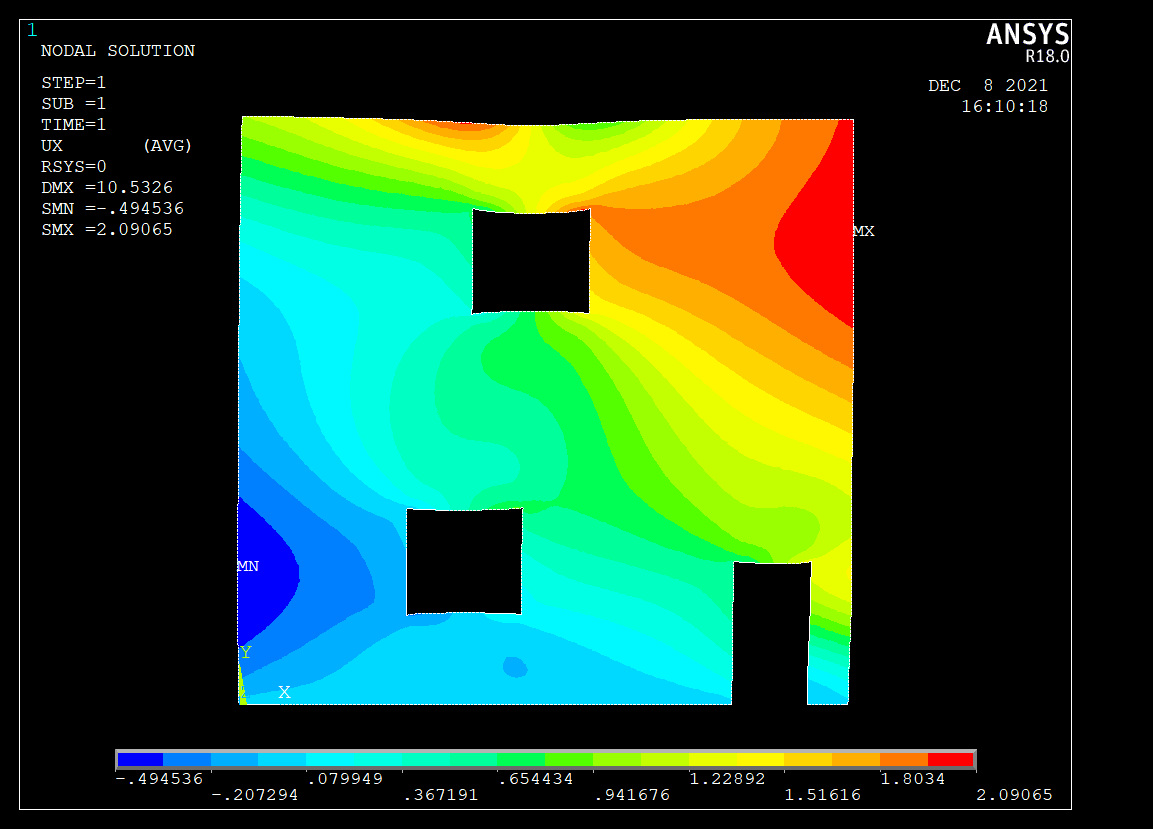 1
ANSYS
R18.0
NODAL SOLUTION
STEP=1
SUB =1
TIME=1
UX (AVG)
RSYS=0
DMX =10.5326
SMN =-.494536
SMX =2.09065
DEC 8 2021
16:10:18
MX
MN
Y
X
-.494536 .079949 .654434 1.22892 1.8034
-.207294 .367191 .941676 1.51616 2.09065